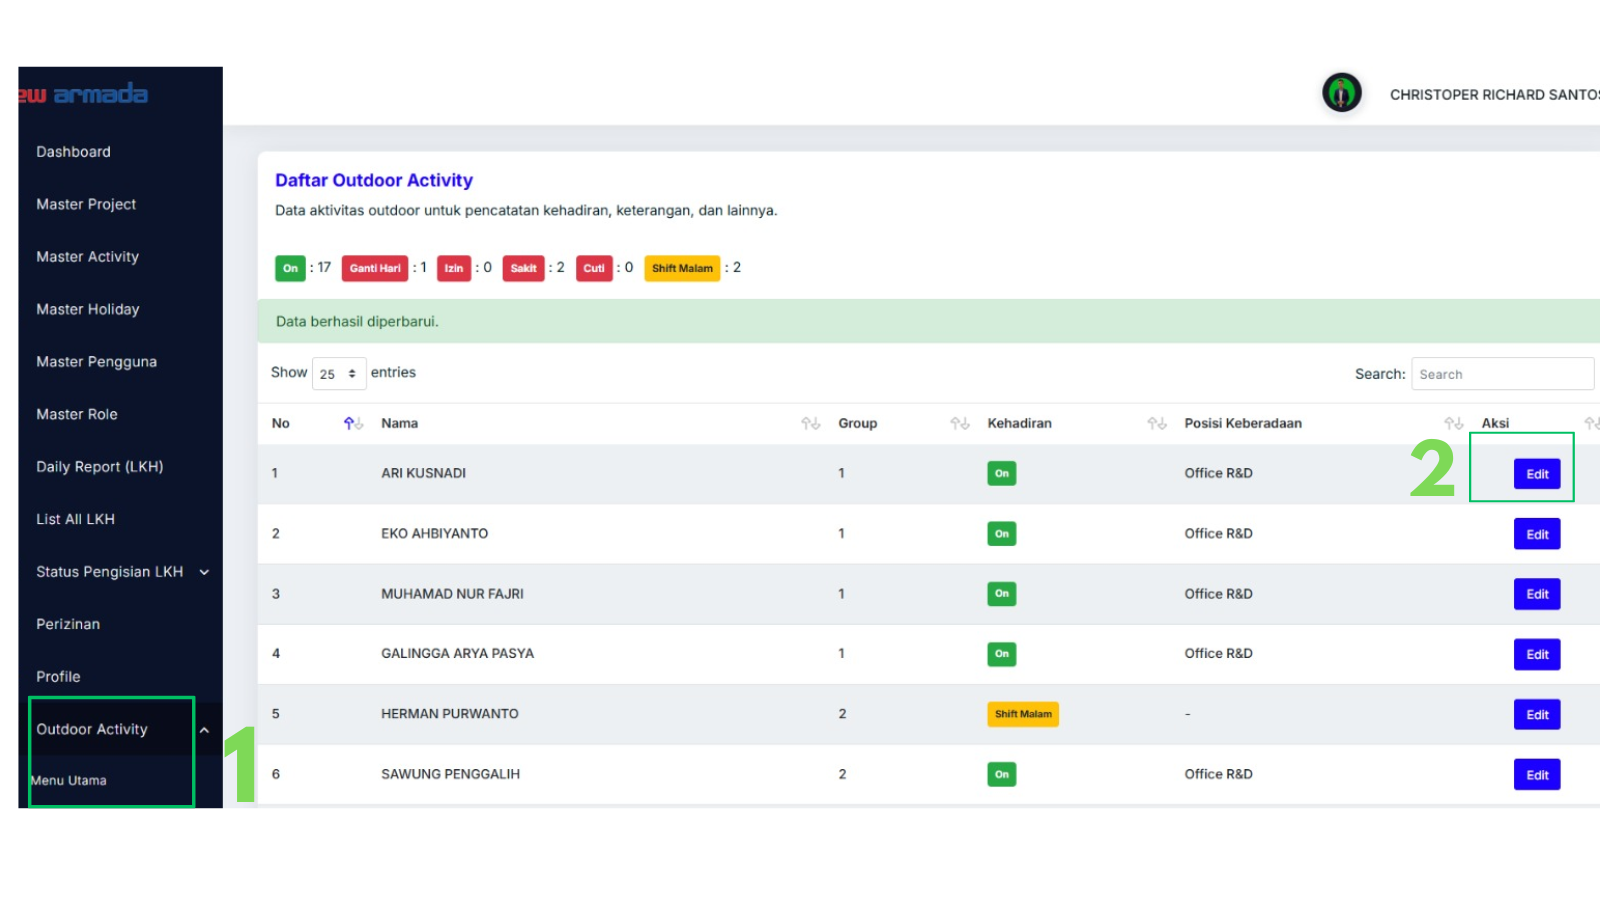 ew armada
CHRISTOPER RICHARD SANTOS
Dashboard
Master Project
Master Activity
Master Holiday
Master Pengguna
Master Role
Daily Report (LKH)
List All LKH
Status Pengisian LKH
Perizinan
Profile
Outdoor Activity
Menu Utama
1
Daftar Outdoor Activity
Data aktivitas outdoor untuk pencatatan kehadiran, keterangan, dan lainnya.
On : 17 Ganti Hari : 1 Izin : 0 Sakit : 2 Cuti : 0 Shift Malam : 2
Data berhasil diperbarui.
Show 25 entries
Search: Search
No Nama Group Kehadiran Posisi Keberadaan Aksi
1 ARI KUSNADI 1 On Office R&D Edit
2
2 EKO AHBIYANTO 1 On Office R&D Edit
3 MUHAMAD NUR FAJRI 1 On Office R&D Edit
4 GALINGGA ARYA PASYA 1 On Office R&D Edit
5 HERMAN PURWANTO 2 Shift Malam - Edit
6 SAWUNG PENGGALIH 2 On Office R&D Edit